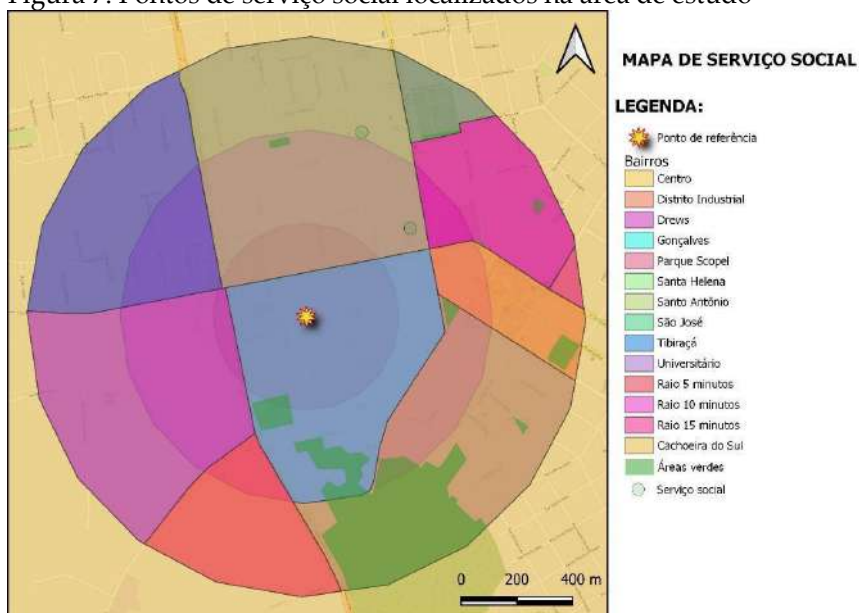 Figura 7. Pontos de serviço social localizados na área de estudo
MAPA DE SERVIÇO SOCIAL
LEGENDA:
Ponto de referência
Bairros
Centro
Distrito Industrial
Drews
Gonçalves
Parque Scopel
Santa Helena
Santo Antônio
São José
Tibiraçá
Universitário
Raio 5 minutos
Raio 10 minutos
Raio 15 minutos
Cachoeira do Sul
Áreas verdes
Serviço social
0 200 400 m